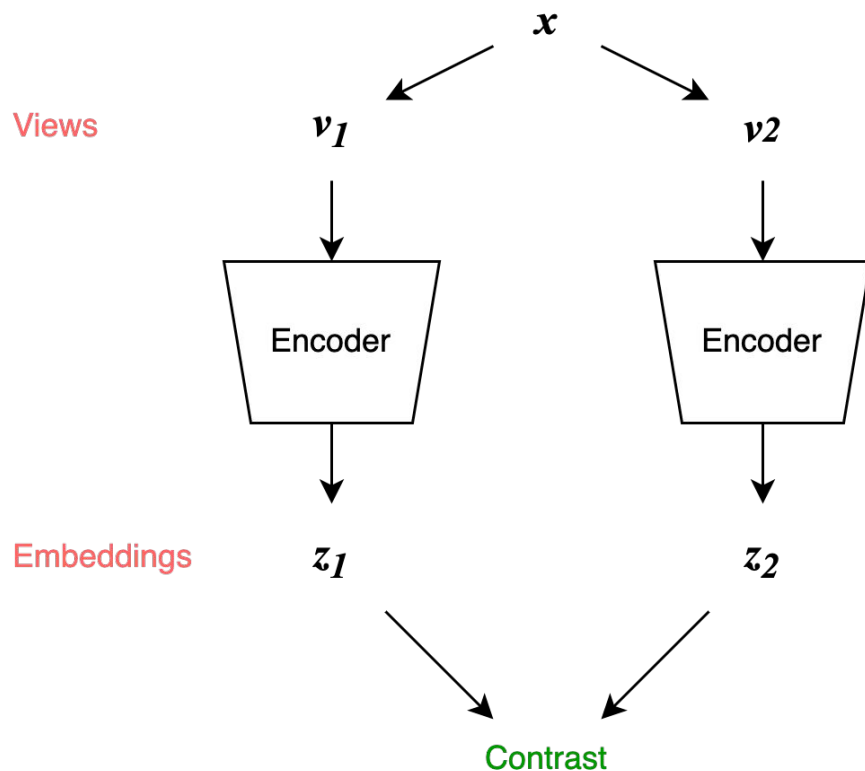 x
Views v1 v2
Encoder Encoder
Embeddings z1 z2
Contrast